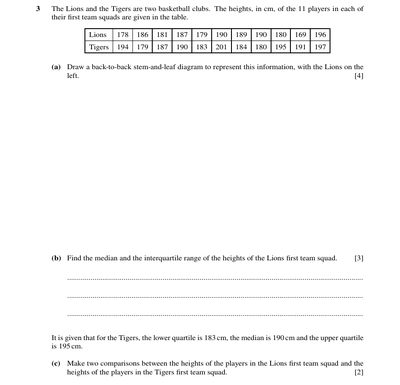 3 The Lions and the Tigers are two basketball clubs. The heights, in cm, of the 11 players in each of
their first team squads are given in the table.
Lions 178 186 181 187 179 190 189 190 180 169 196
Tigers 194 179 187 190 183 201 184 180 195 191 197
(a) Draw a back-to-back stem-and-leaf diagram to represent this information, with the Lions on the
left. [4]
(b) Find the median and the interquartile range of the heights of the Lions first team squad. [3]
It is given that for the Tigers, the lower quartile is 183 cm, the median is 190 cm and the upper quartile
is 195 cm.
(c) Make two comparisons between the heights of the players in the Lions first team squad and the
heights of the players in the Tigers first team squad. [2]